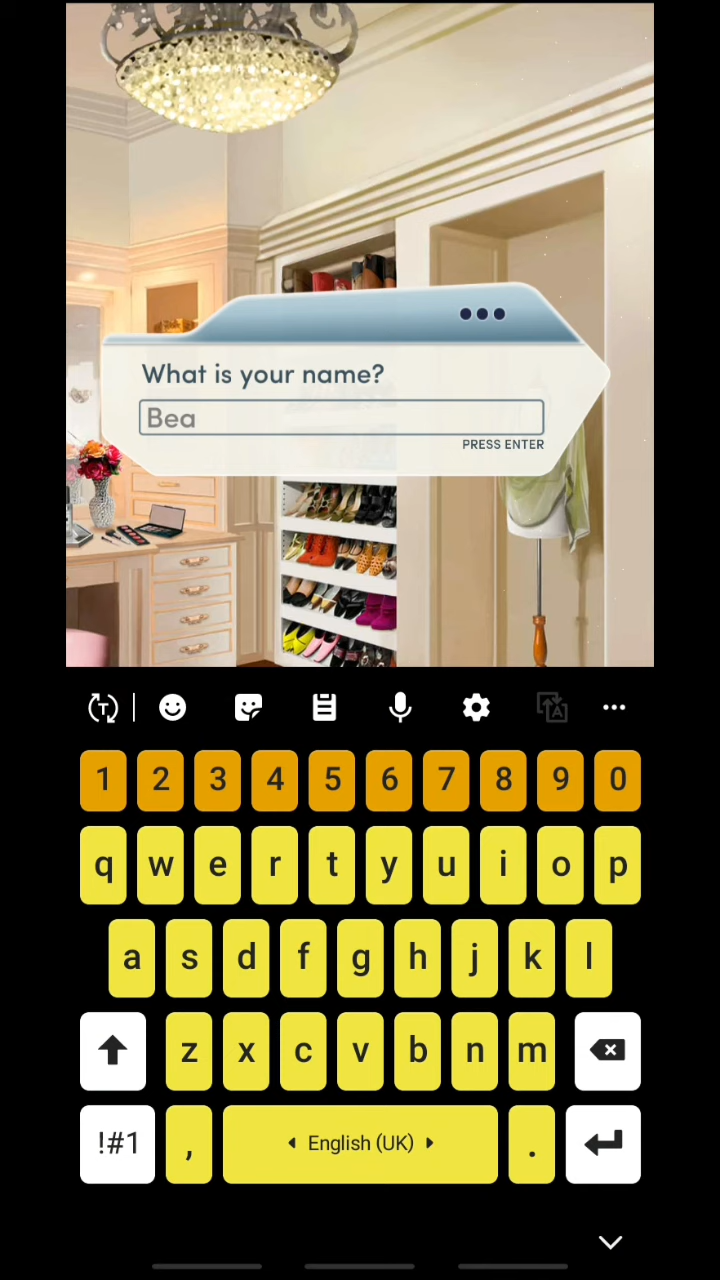 What is your name?
Bea
PRESS ENTER
T A
1 2 3 4 5 6 7 8 9 0
q w e r t y u i o p
a s d f g h j k l
z x c v b n m
!#1 , English (UK) .